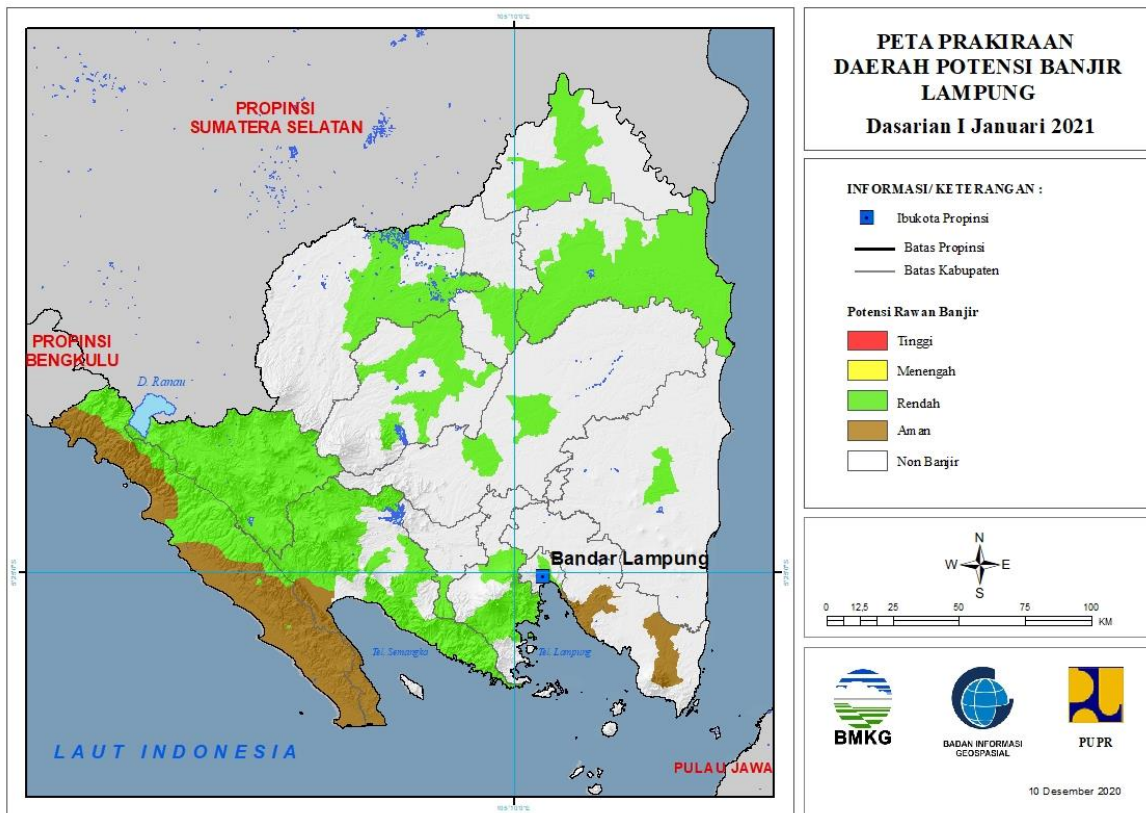 PROPINSI
SUMATERA SELATAN
PROPINSI
BENGKULU
D. Ranau
Bandar Lampung
Tel. Semangka
Tel. Lampung
LAUT INDONESIA
PULAU JAWA
PETA PRAKIRAAN
DAERAH POTENSI BANJIR
LAMPUNG
Dasarian I Januari 2021
INFORMASI/ KETERANGAN :
Ibukota Propinsi
Batas Propinsi
Batas Kabupaten
Potensi Rawan Banjir
Tinggi
Menengah
Rendah
Aman
Non Banjir
N
W E
S
0 12,5 25 50 75 100
KM
BMKG
BADAN INFORMASI
GEOSPASIAL
PUPR
10 Desember 2020